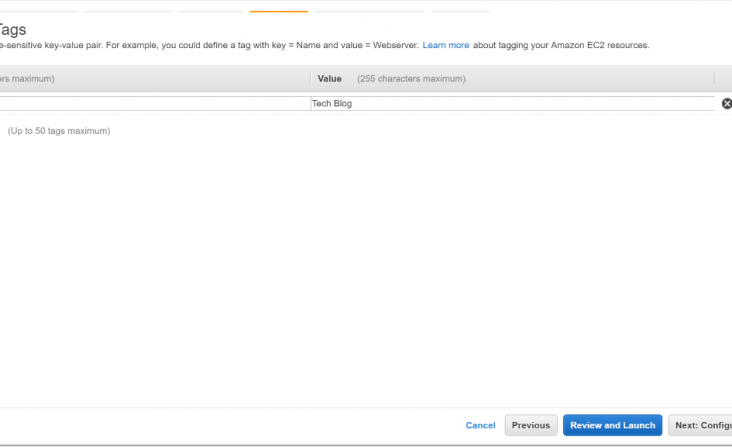 Tags
e-sensitive key-value pair. For example, you could define a tag with key = Name and value = Webserver. Learn more about tagging your Amazon EC2 resources.
ers maximum) Value (255 characters maximum)
Tech Blog
(Up to 50 tags maximum)
Cancel Previous Review and Launch Next: Configu